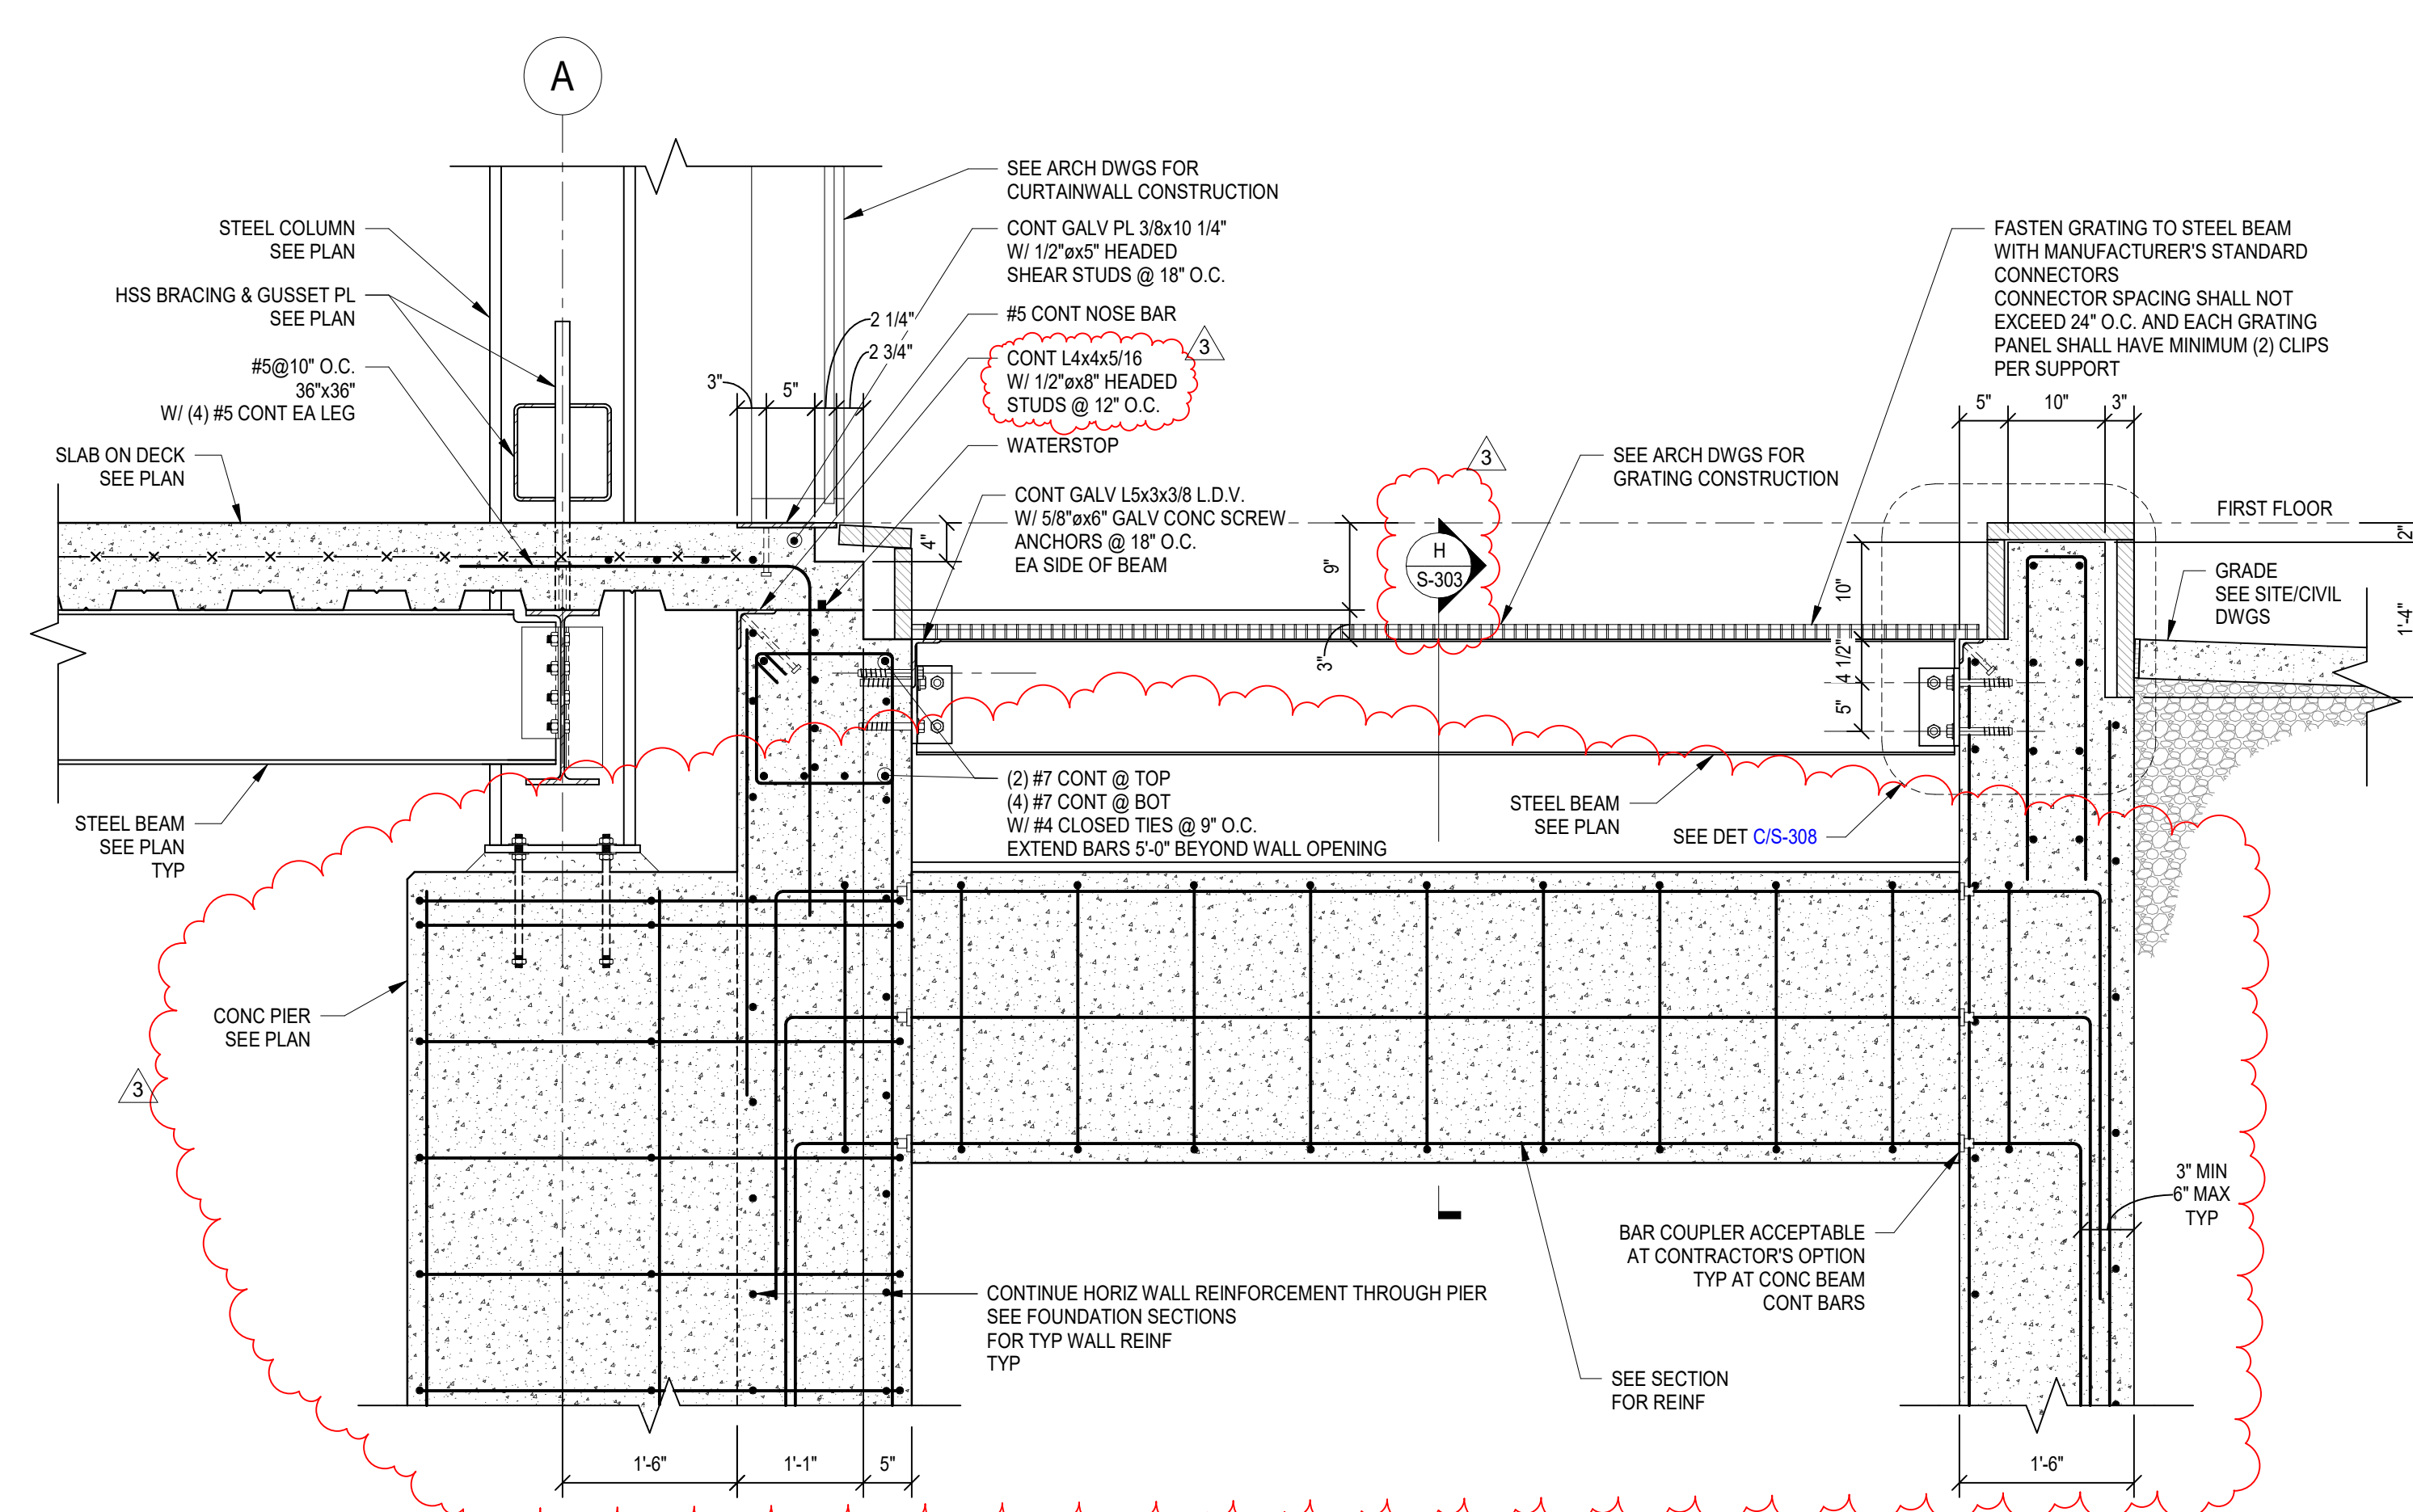 A
SEE ARCH DWGS FOR
CURTAINWALL CONSTRUCTION
STEEL COLUMN
SEE PLAN
CONT GALV PL 3/8x10 1/4"
W/ 1/2"øx5" HEADED
SHEAR STUDS @ 18" O.C.
FASTEN GRATING TO STEEL BEAM
WITH MANUFACTURER'S STANDARD
CONNECTORS
CONNECTOR SPACING SHALL NOT
EXCEED 24" O.C. AND EACH GRATING
PANEL SHALL HAVE MINIMUM (2) CLIPS
PER SUPPORT
HSS BRACING & GUSSET PL
SEE PLAN
#5 CONT NOSE BAR
2 1/4"
2 3/4"
3"
5"
CONT L4x4x5/16
W/ 1/2"øx8" HEADED
STUDS @ 12" O.C.
3
#5@10" O.C.
36"x36"
W/ (4) #5 CONT EA LEG
WATERSTOP
5"
10"
3"
SLAB ON DECK
SEE PLAN
3
SEE ARCH DWGS FOR
GRATING CONSTRUCTION
CONT GALV L5x3x3/8 L.D.V.
W/ 5/8"øx6" GALV CONC SCREW
ANCHORS @ 18" O.C.
EA SIDE OF BEAM
FIRST FLOOR
2"
4"
9"
H
S-303
10"
GRADE
SEE SITE/CIVIL
DWGS
1'-4"
3"
4 1/2"
5"
(2) #7 CONT @ TOP
(4) #7 CONT @ BOT
W/ #4 CLOSED TIES @ 9" O.C.
EXTEND BARS 5'-0" BEYOND WALL OPENING
STEEL BEAM
SEE PLAN
SEE DET C/S-308
STEEL BEAM
SEE PLAN
TYP
CONC PIER
SEE PLAN
3
3" MIN
6" MAX
TYP
BAR COUPLER ACCEPTABLE
AT CONTRACTOR'S OPTION
TYP AT CONC BEAM
CONT BARS
CONTINUE HORIZ WALL REINFORCEMENT THROUGH PIER
SEE FOUNDATION SECTIONS
FOR TYP WALL REINF
TYP
SEE SECTION
FOR REINF
1'-6"
1'-1"
5"
1'-6"